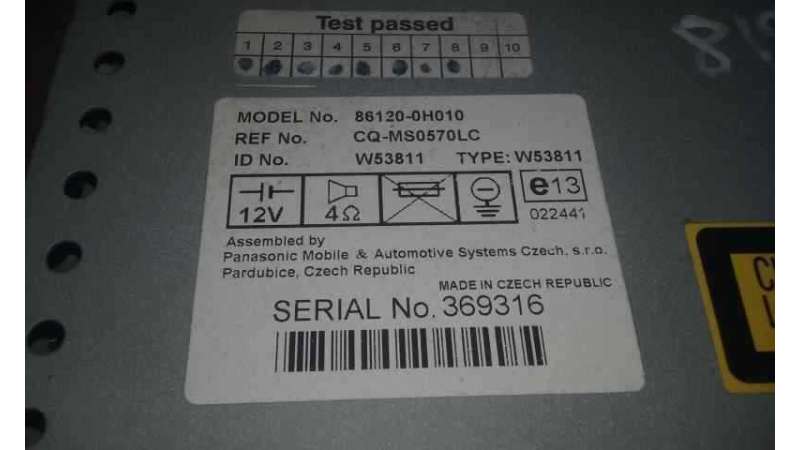 Test passed
1 2 3 4 5 6 7 8 9 10
MODEL No. 86120-0H010
REF No. CQ-MS0570LC
ID No. W53811 TYPE: W53811
12V 4Ω e13
022441
Assembled by
Panasonic Mobile & Automotive Systems Czech, s.r.o.
Pardubice, Czech Republic
MADE IN CZECH REPUBLIC
SERIAL No. 369316